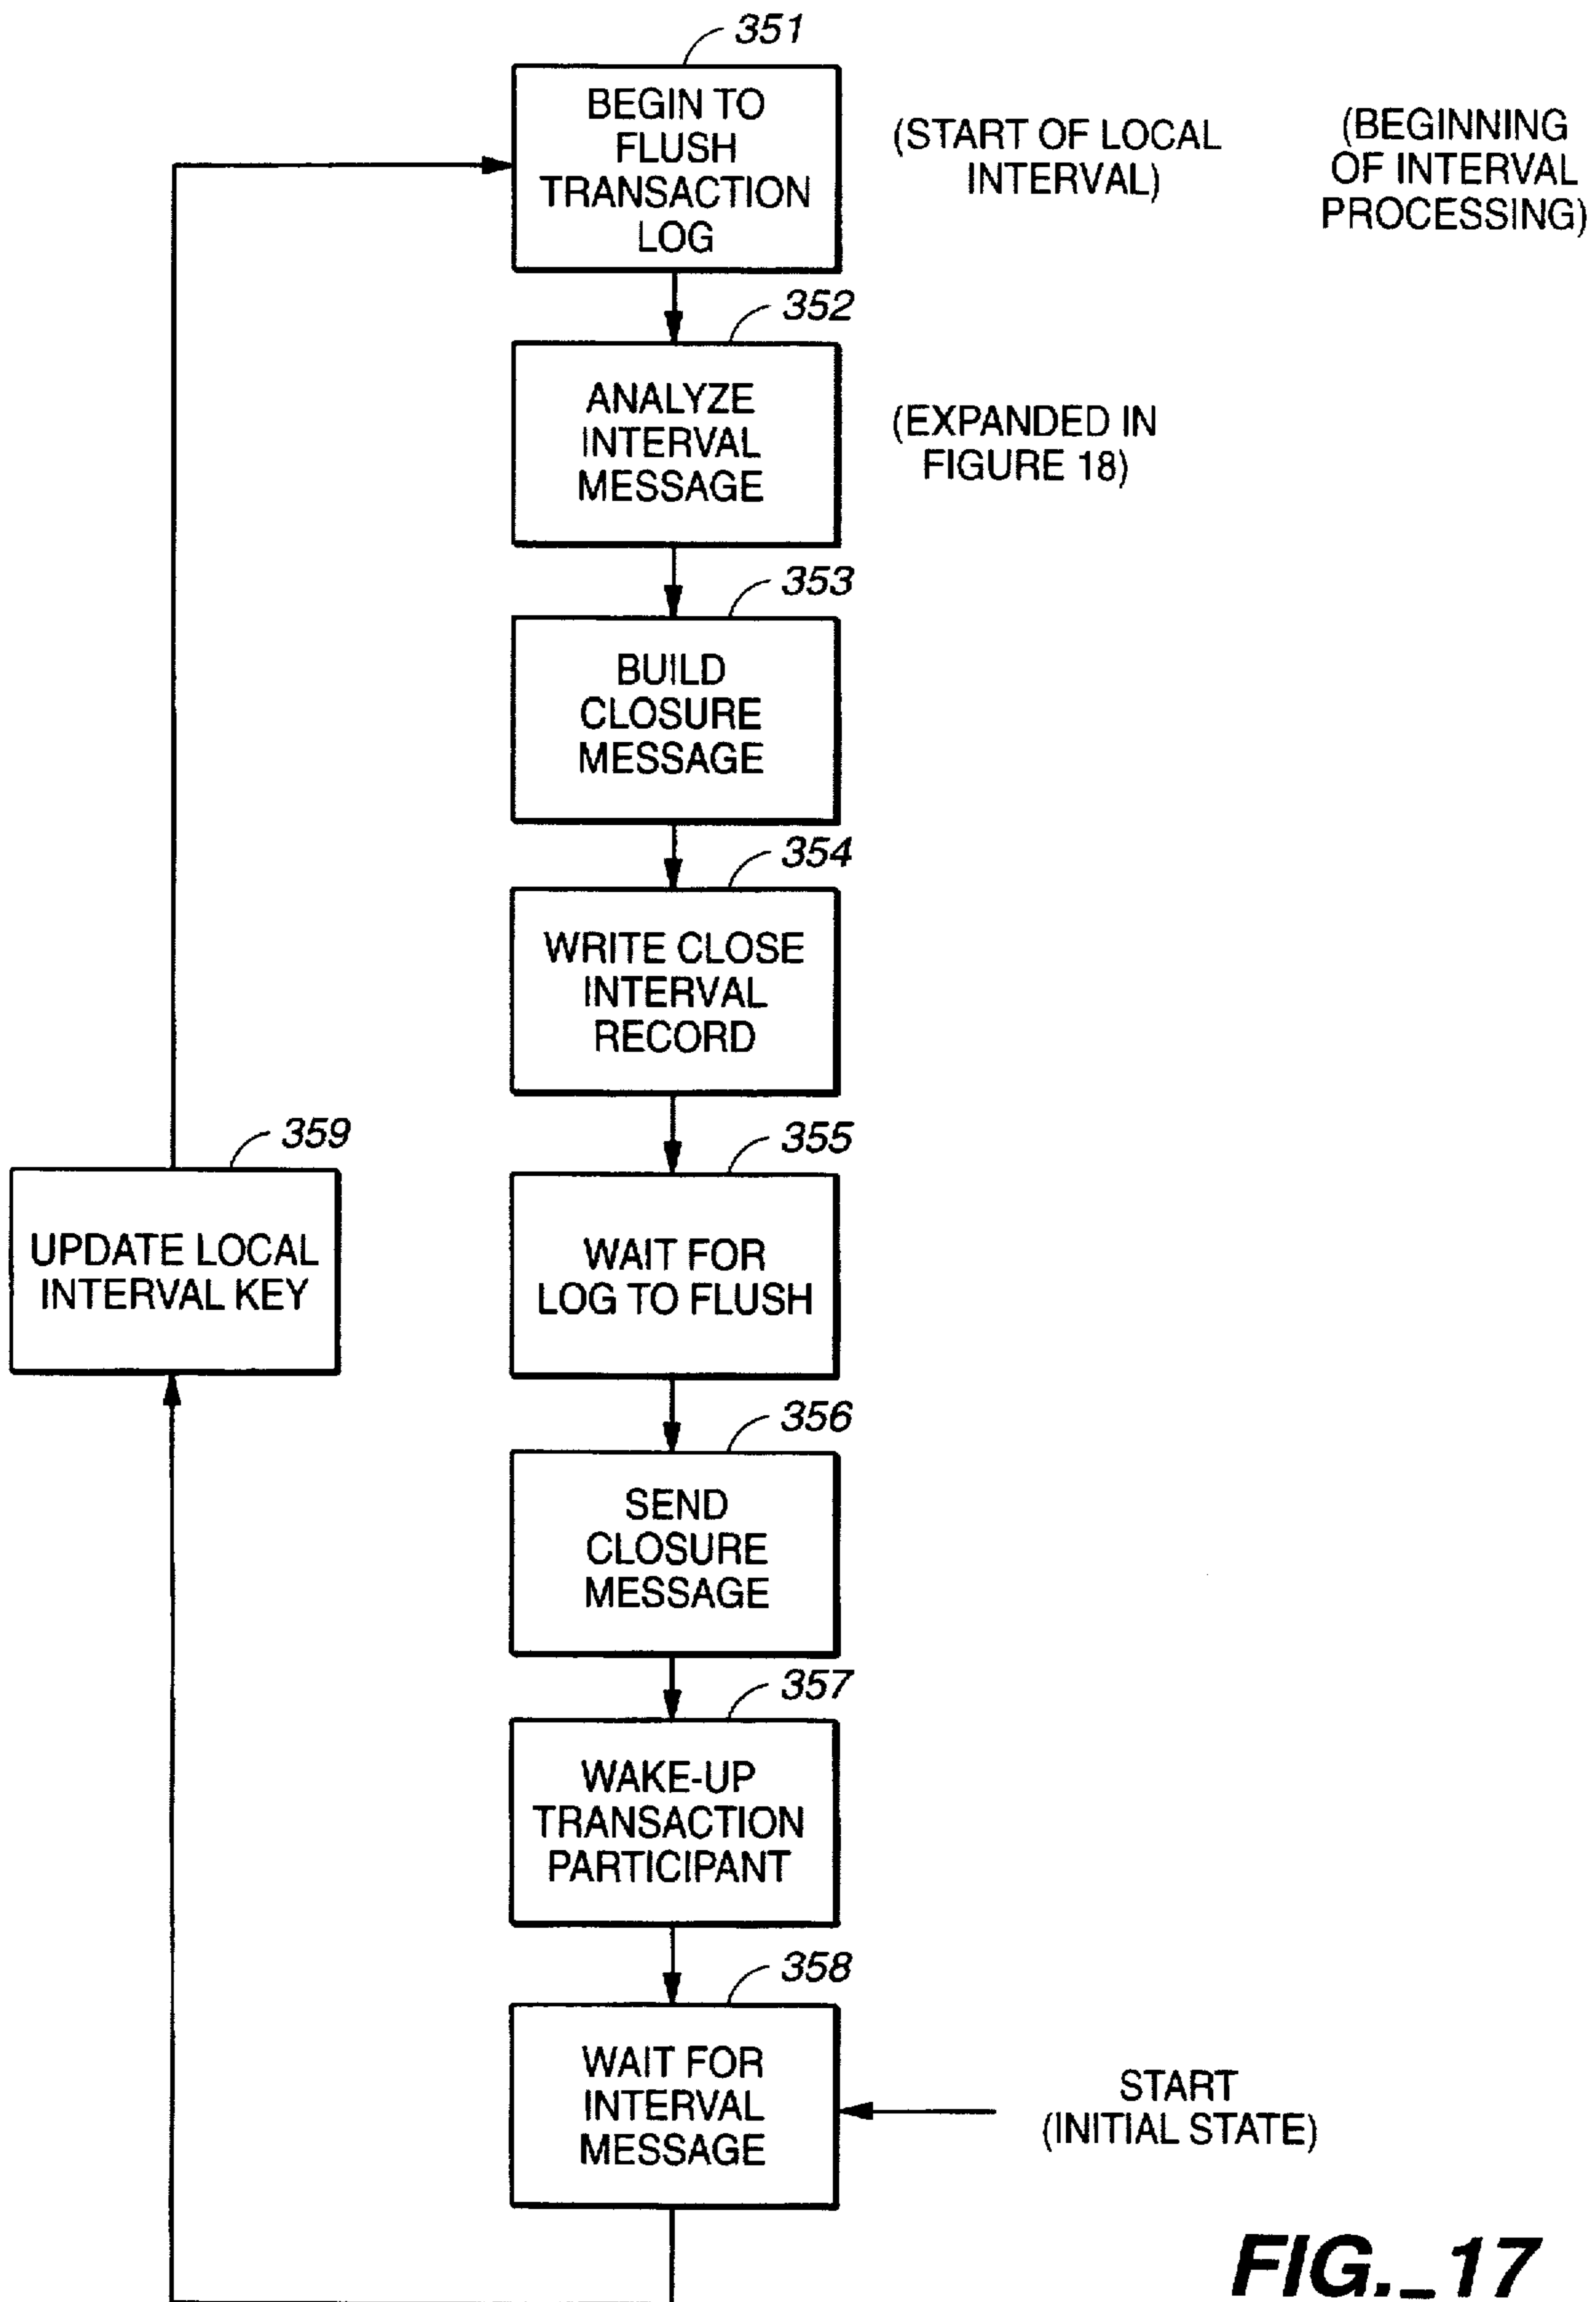 351
BEGIN TO
FLUSH
TRANSACTION
LOG
(START OF LOCAL
INTERVAL)
(BEGINNING
OF INTERVAL
PROCESSING)
352
ANALYZE
INTERVAL
MESSAGE
(EXPANDED IN
FIGURE 18)
353
BUILD
CLOSURE
MESSAGE
354
WRITE CLOSE
INTERVAL
RECORD
359
UPDATE LOCAL
INTERVAL KEY
355
WAIT FOR
LOG TO FLUSH
356
SEND
CLOSURE
MESSAGE
357
WAKE-UP
TRANSACTION
PARTICIPANT
358
WAIT FOR
INTERVAL
MESSAGE
START
(INITIAL STATE)
FIG._17